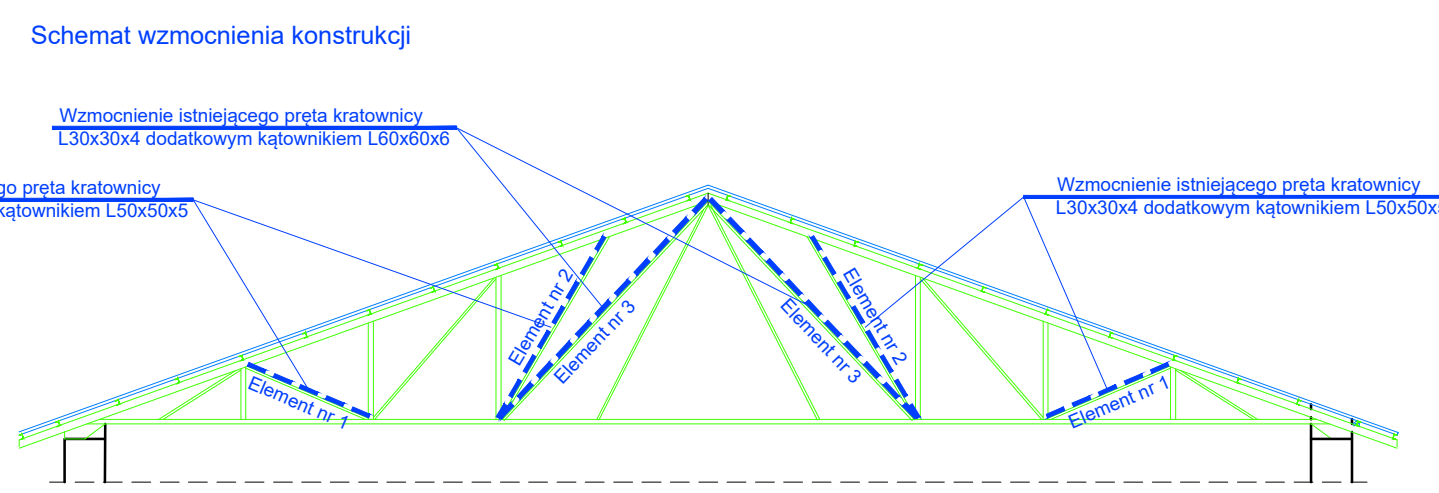 Schemat wzmocnienia konstrukcji
Wzmocnienie istniejącego pręta kratownicy
L30x30x4 dodatkowym kątownikiem L60x60x6
go pręta kratownicy
kątownikiem L50x50x5
Wzmocnienie istniejącego pręta kratownicy
L30x30x4 dodatkowym kątownikiem L50x50x5
Element nr 2
Element nr 3
Element nr 3
Element nr 2
Element nr 1
Element nr 1